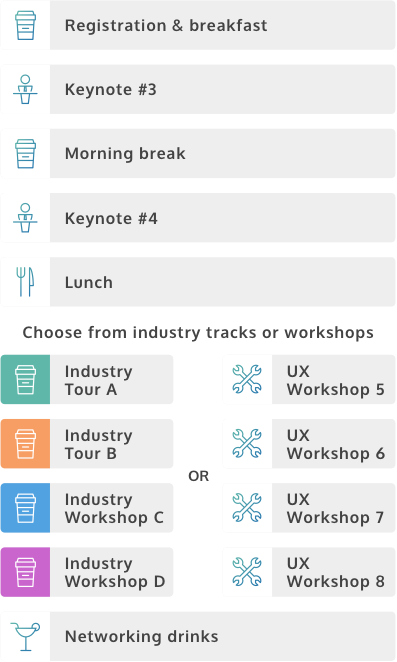 Registration & breakfast
Keynote #3
Morning break
Keynote #4
Lunch
Choose from industry tracks or workshops
Industry
Tour A
UX
Workshop 5
Industry
Tour B
UX
Workshop 6
OR
Industry
Workshop C
UX
Workshop 7
Industry
Workshop D
UX
Workshop 8
Networking drinks